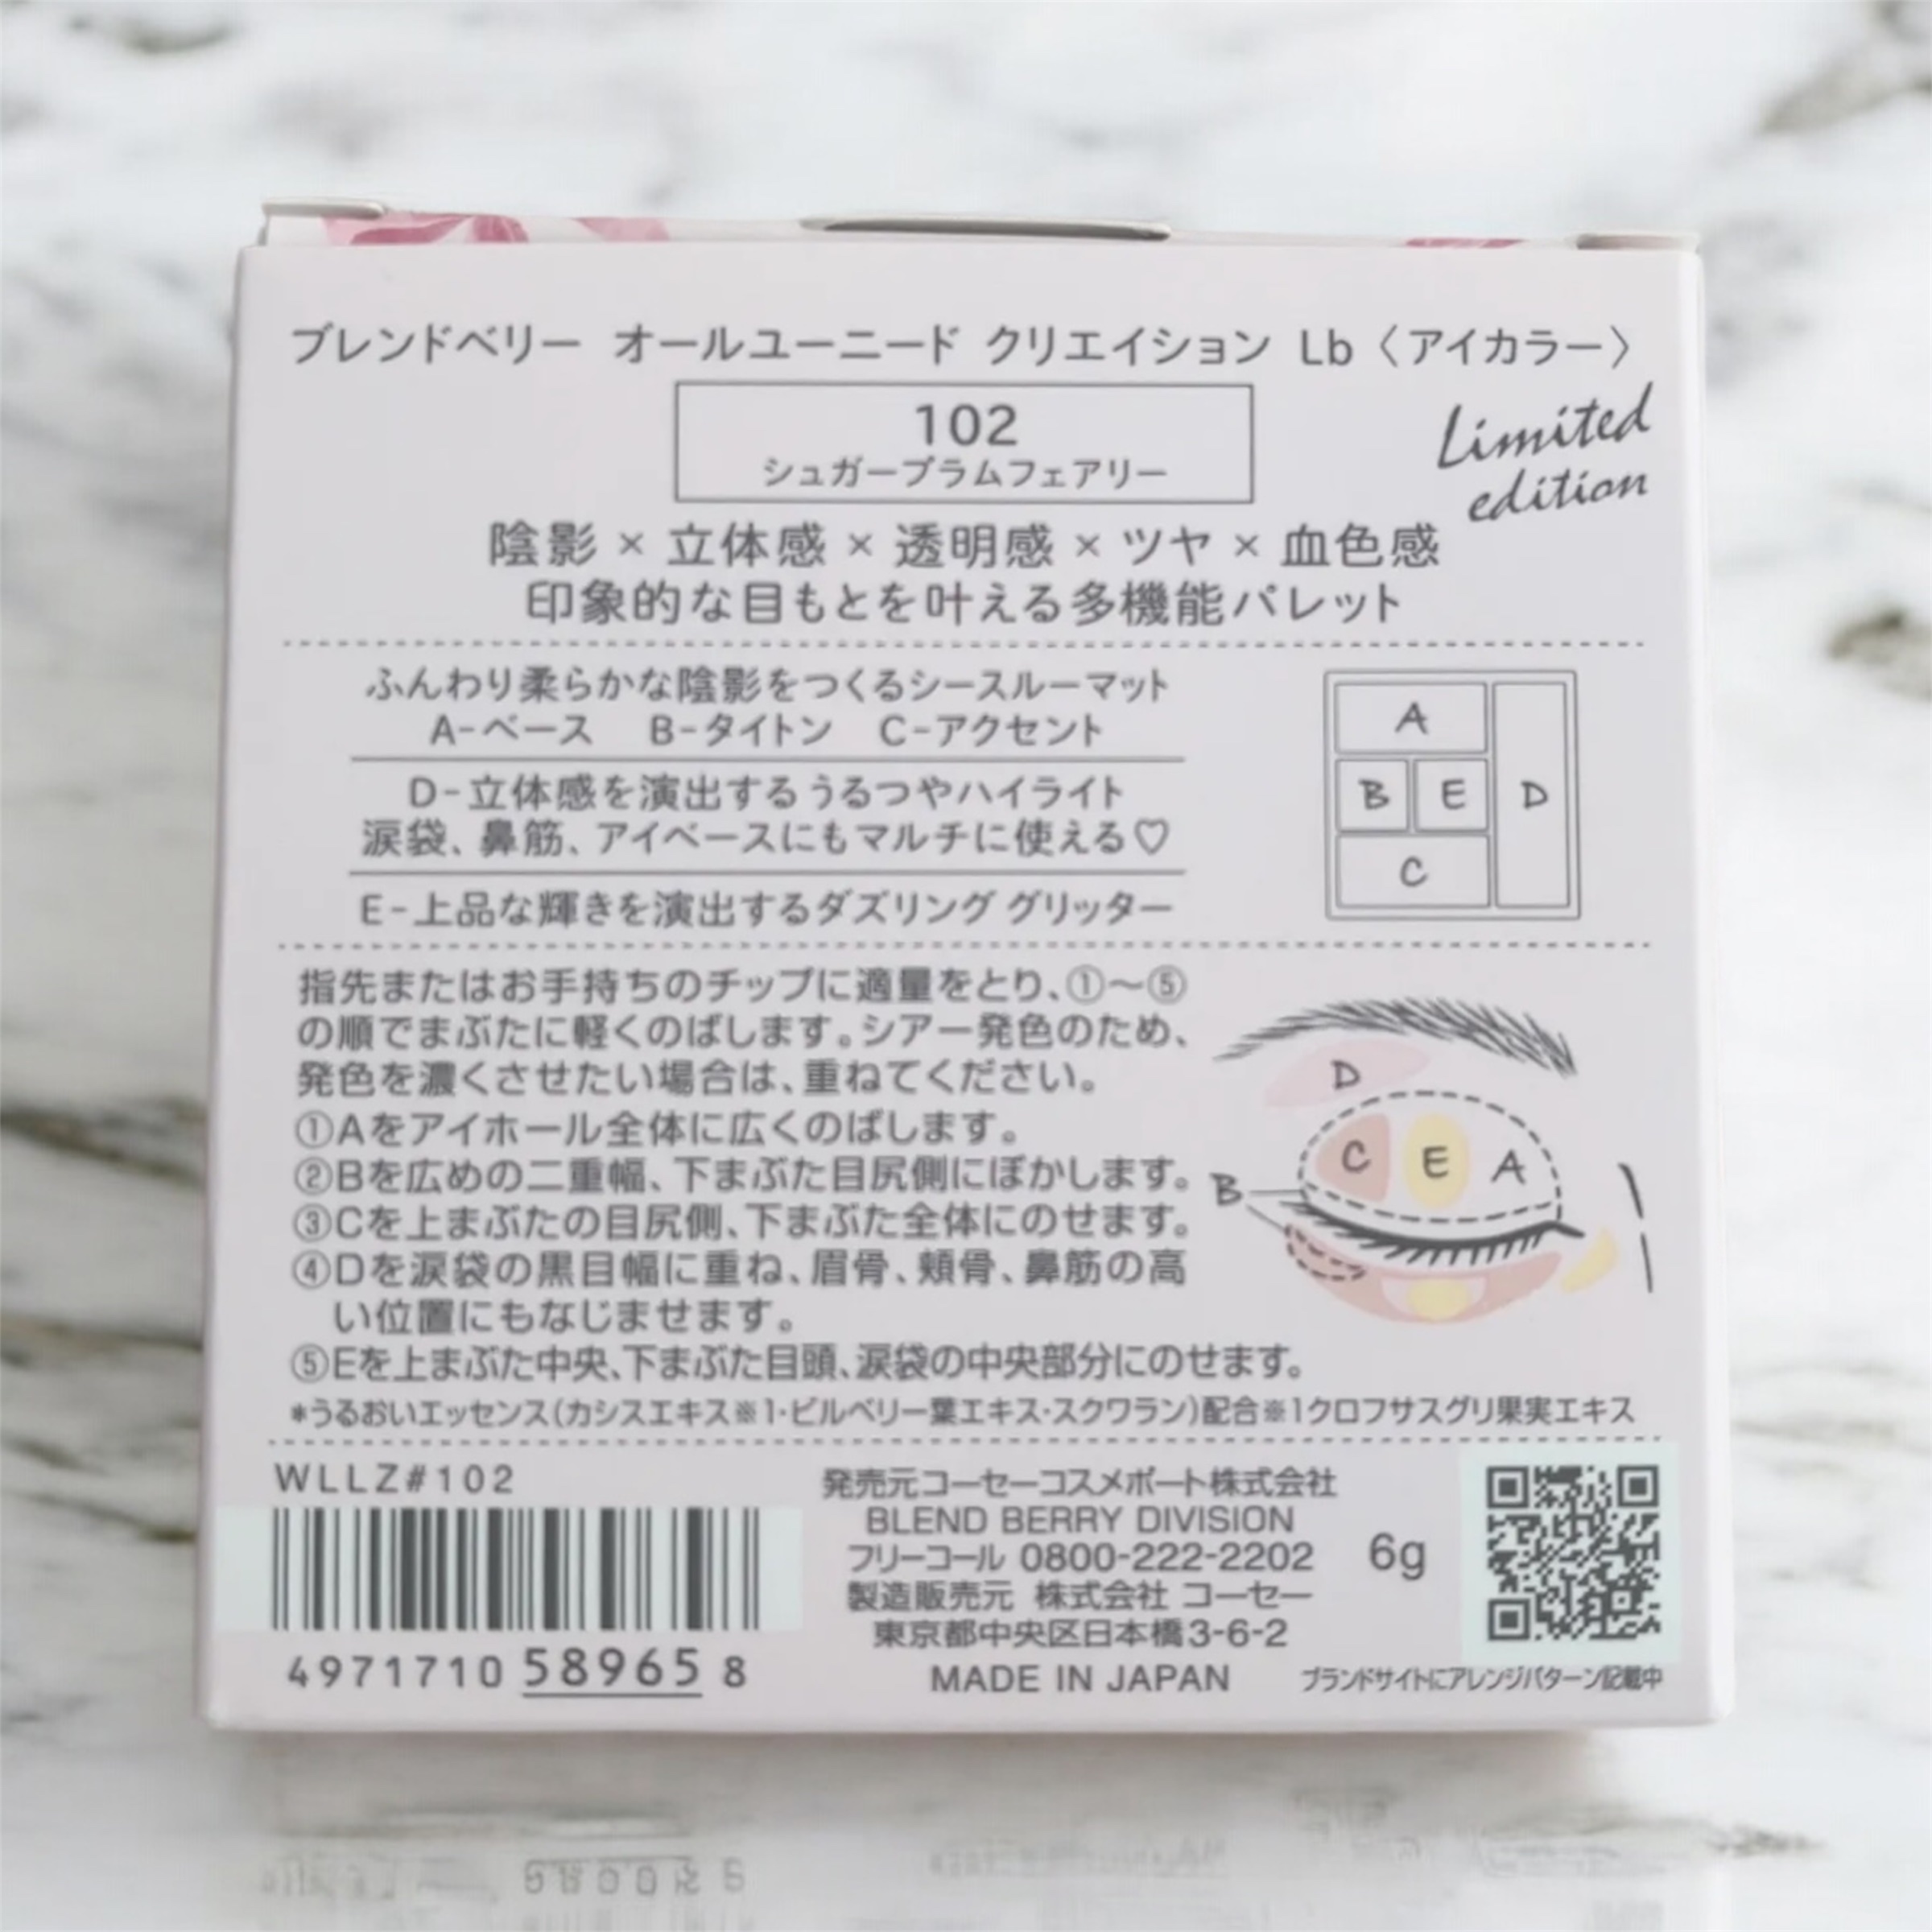 ブレンドベリー オールユーニード クリエイション Lb〈アイカラー〉
102
シュガープラムフェアリー
Limited
edition
陰影×立体感×透明感×ツヤ×血色感
印象的な目もとを叶える多機能パレット
ふんわり柔らかな陰影をつくるシースルーマット
A-ベース B-タイトン C-アクセント
D-立体感を演出するうるつやハイライト
涙袋、鼻筋、アイベースにもマルチに使える♡
E-上品な輝きを演出するダズリング グリッター
A
B E D
C
指先またはお手持ちのチップに適量をとり、①～⑤
の順でまぶたに軽くのばします。シアー発色のため、
発色を濃くさせたい場合は、重ねてください。
①Aをアイホール全体に広くのばします。
②Bを広めの二重幅、下まぶた目尻側にぼかします。
③Cを上まぶたの目尻側、下まぶた全体にのせます。
④Dを涙袋の黒目幅に重ね、眉骨、頬骨、鼻筋の高
い位置にもなじませます。
⑤Eを上まぶた中央、下まぶた目頭、涙袋の中央部分にのせます。
D
C E A
B
*うるおいエッセンス(カシスエキス※1・ビルベリー葉エキス・スクワラン)配合※1クロフサスグリ果実エキス
WLLZ#102
4971710 58965 8
発売元コーセーコスメポート株式会社
BLEND BERRY DIVISION
フリーコール 0800-222-2202
製造販売元 株式会社 コーセー
東京都中央区日本橋3-6-2
MADE IN JAPAN
6g
ブランドサイトにアレンジパターン記載中